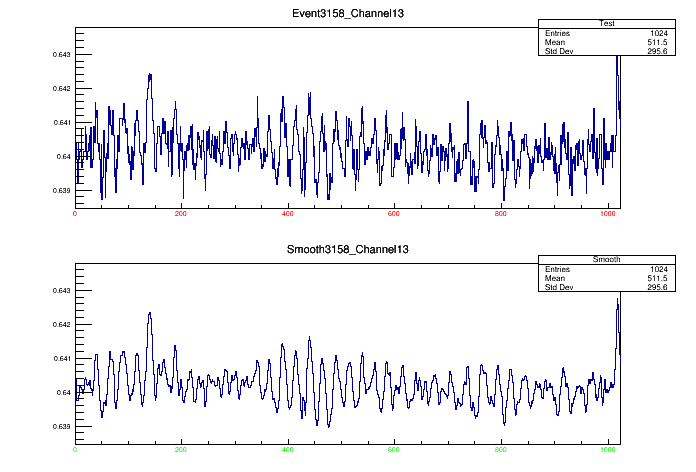 Event3158_Channel13
Test
Entries 1024
Mean 511.5
Std Dev 295.6
0.643
0.642
0.641
0.64
0.639
0 200 400 600 800 1000
Smooth3158_Channel13
Smooth
Entries 1024
Mean 511.5
Std Dev 295.6
0.643
0.642
0.641
0.64
0.639
0 200 400 600 800 1000